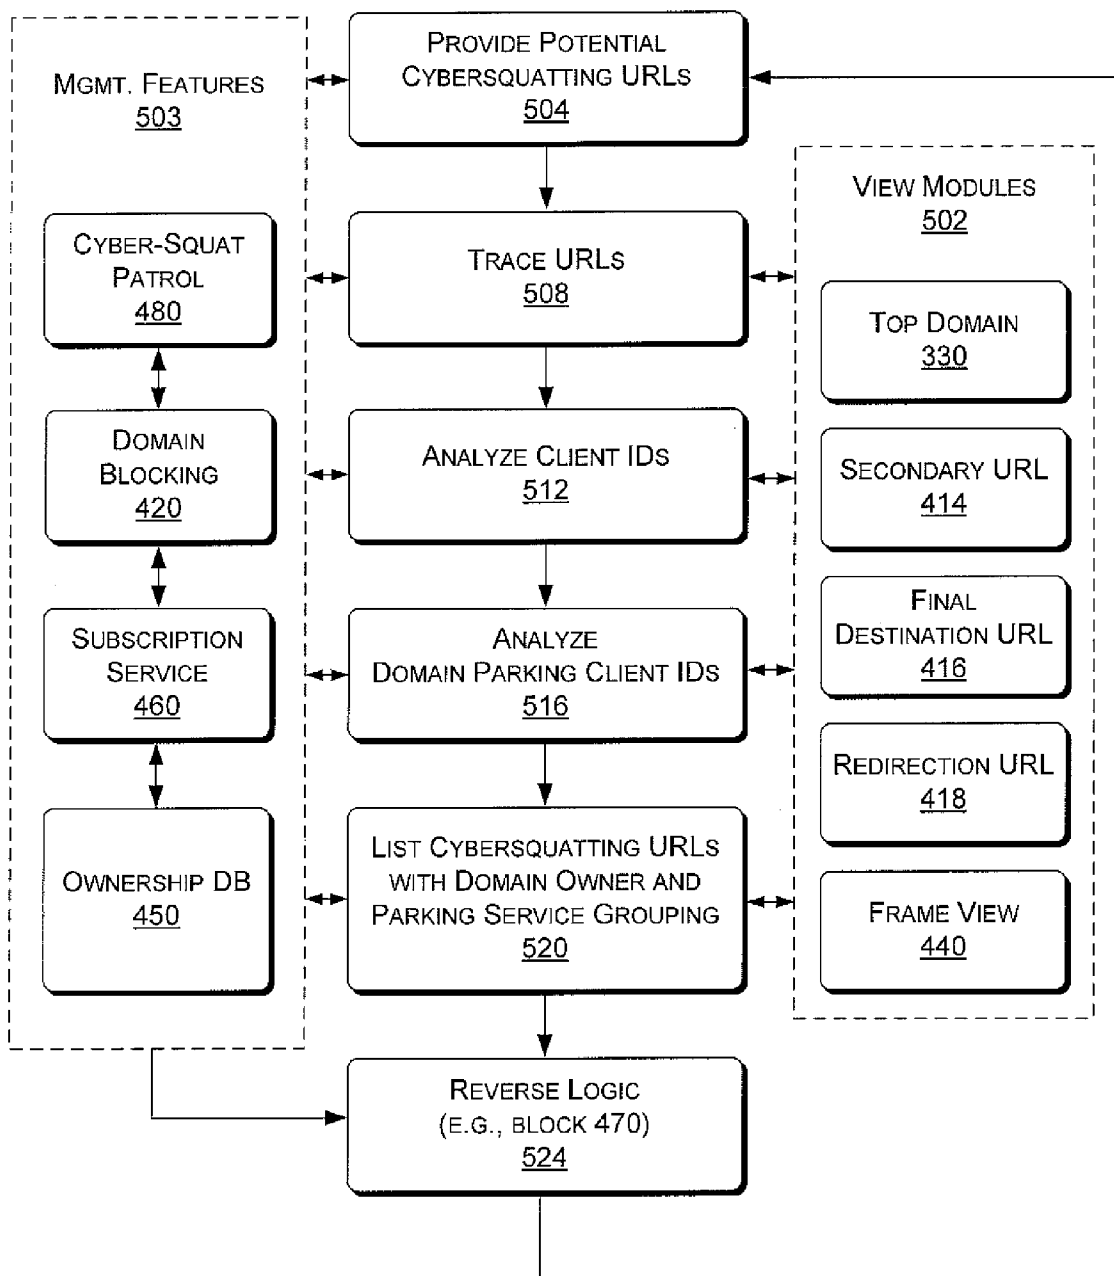 MGMT. FEATURES
503
CYBER-SQUAT
PATROL
480
DOMAIN
BLOCKING
420
SUBSCRIPTION
SERVICE
460
OWNERSHIP DB
450
PROVIDE POTENTIAL
CYBERSQUATTING URLS
504
TRACE URLS
508
ANALYZE CLIENT IDS
512
ANALYZE
DOMAIN PARKING CLIENT IDS
516
LIST CYBERSQUATTING URLS
WITH DOMAIN OWNER AND
PARKING SERVICE GROUPING
520
REVERSE LOGIC
(E.G., BLOCK 470)
524
VIEW MODULES
502
TOP DOMAIN
330
SECONDARY URL
414
FINAL
DESTINATION URL
416
REDIRECTION URL
418
FRAME VIEW
440